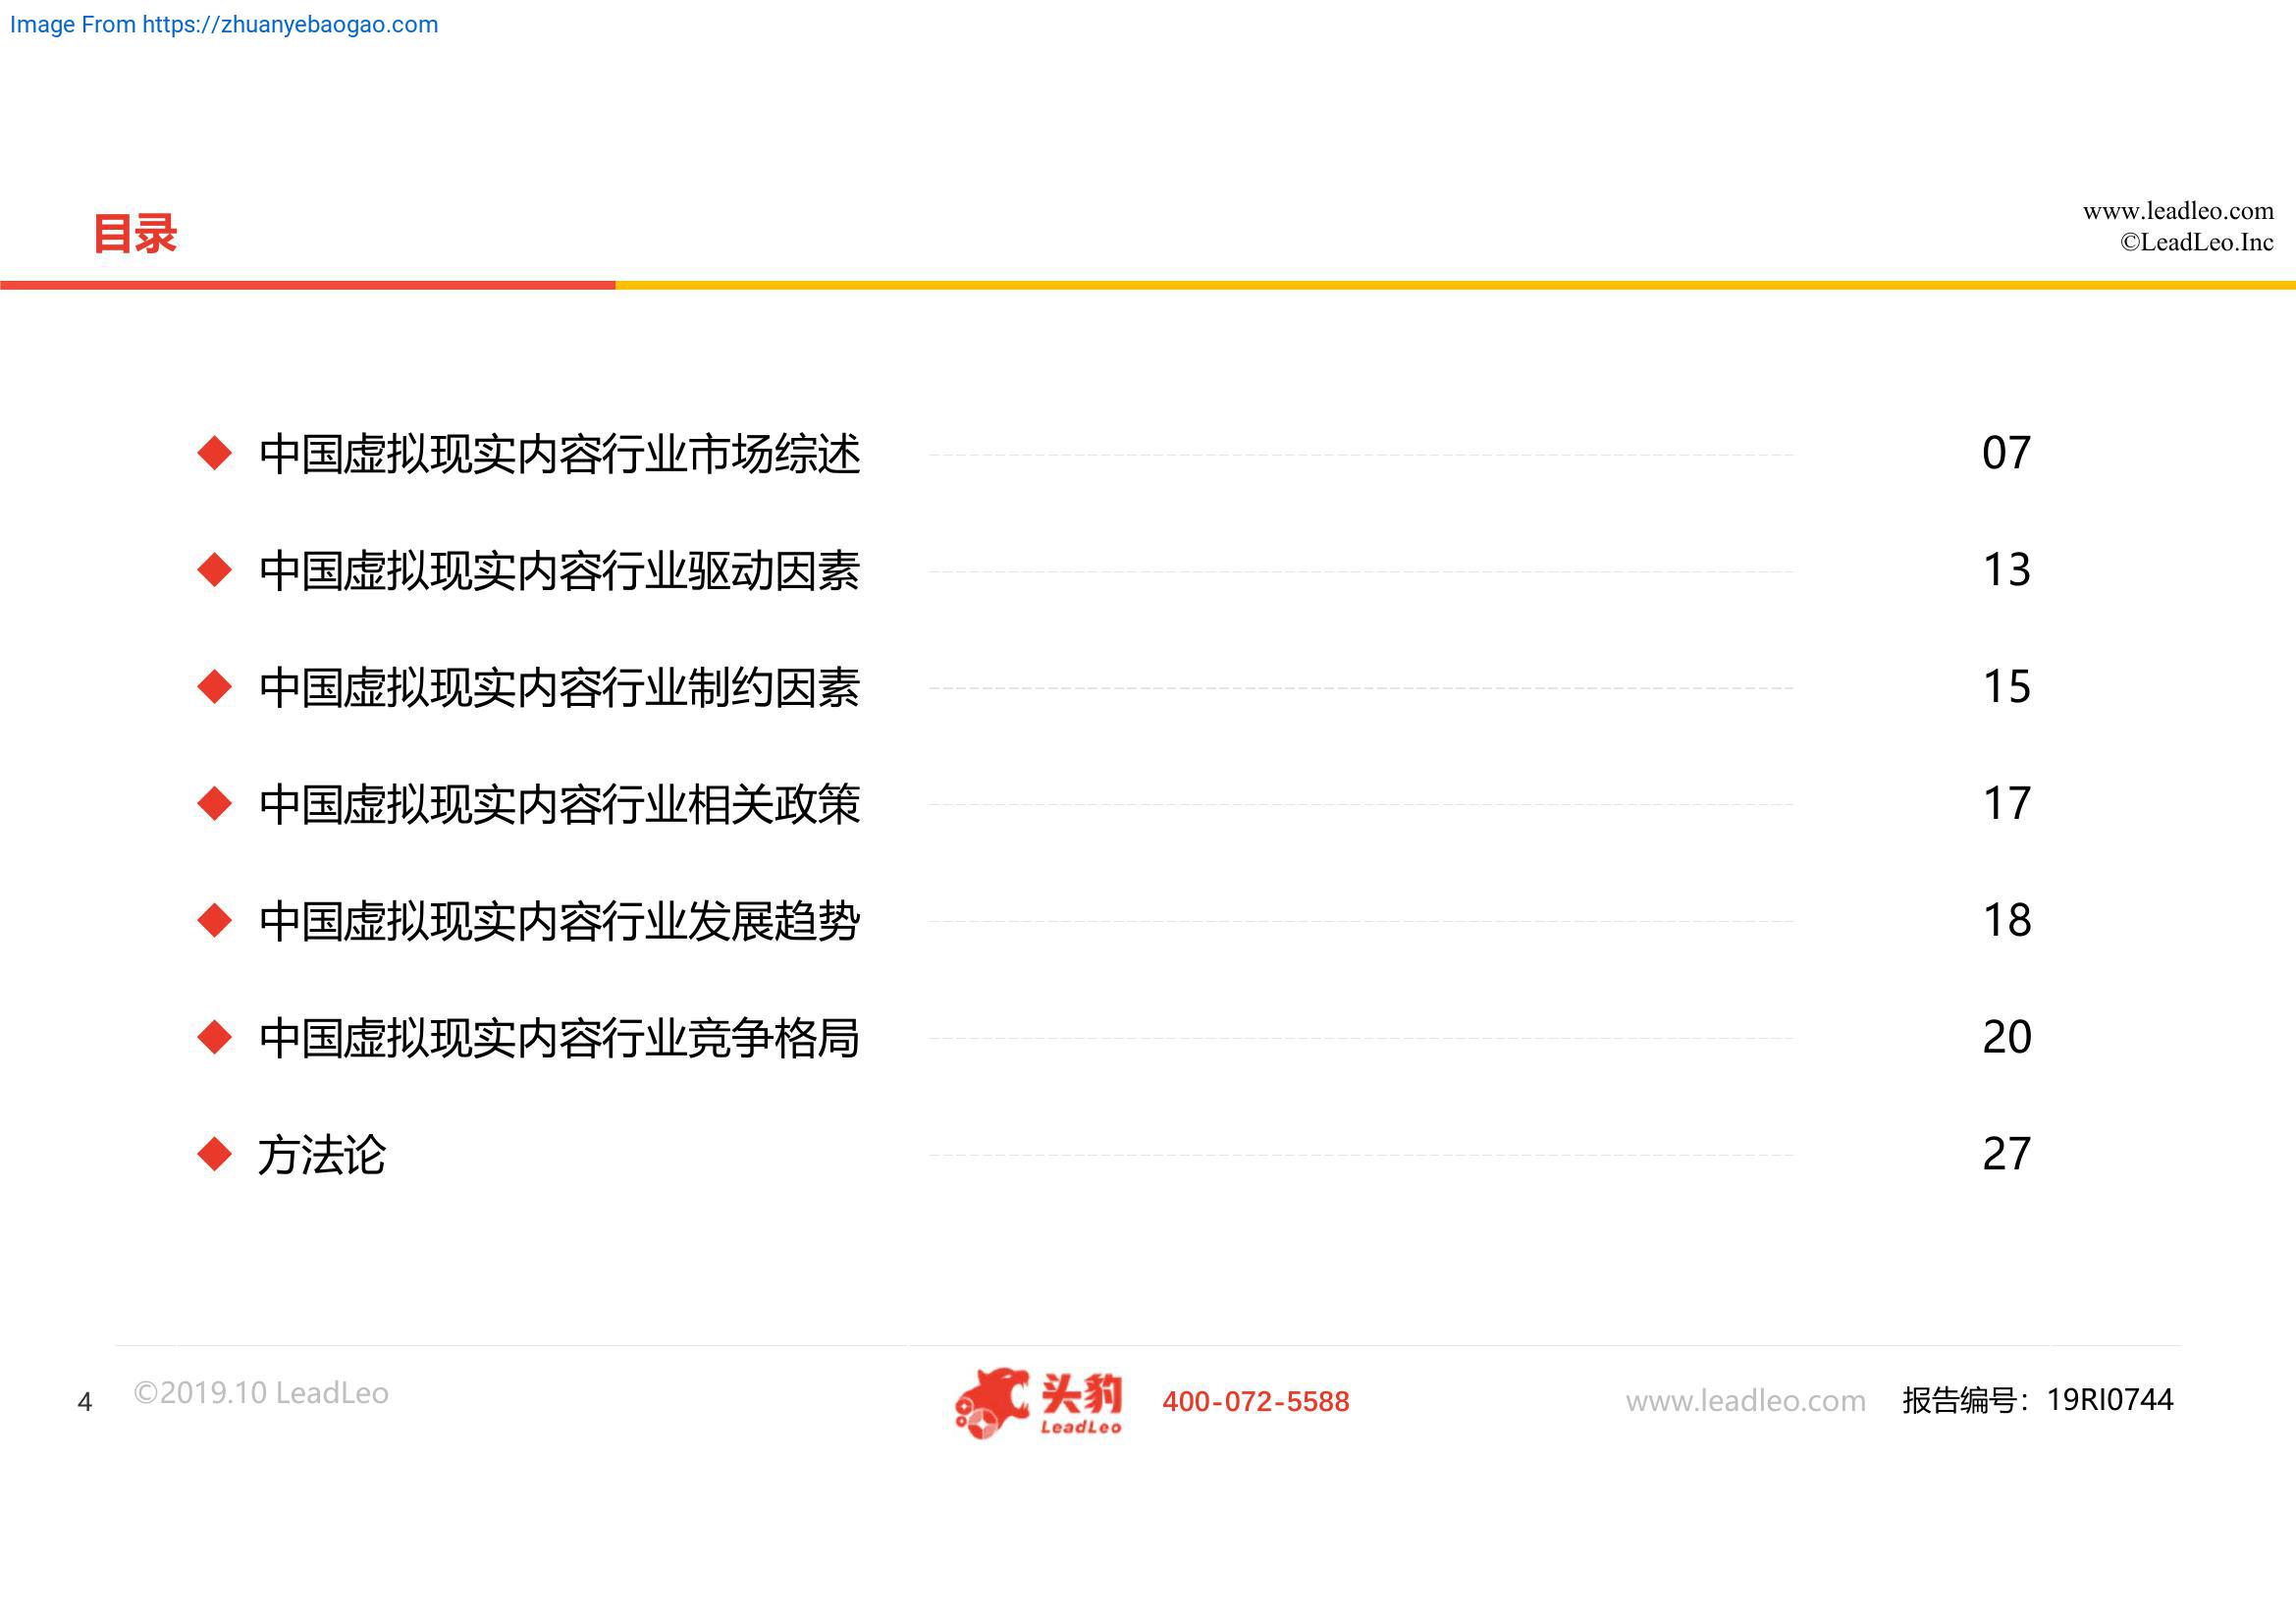 Image From https://zhuanyebaogao.com
目录
www.leadleo.com
©LeadLeo.Inc
中国虚拟现实内容行业市场综述 07
中国虚拟现实内容行业驱动因素 13
中国虚拟现实内容行业制约因素 15
中国虚拟现实内容行业相关政策 17
中国虚拟现实内容行业发展趋势 18
中国虚拟现实内容行业竞争格局 20
方法论 27
4 ©2019.10 LeadLeo
头豹
LeadLeo
400-072-5588
www.leadleo.com 报告编号：19RI0744